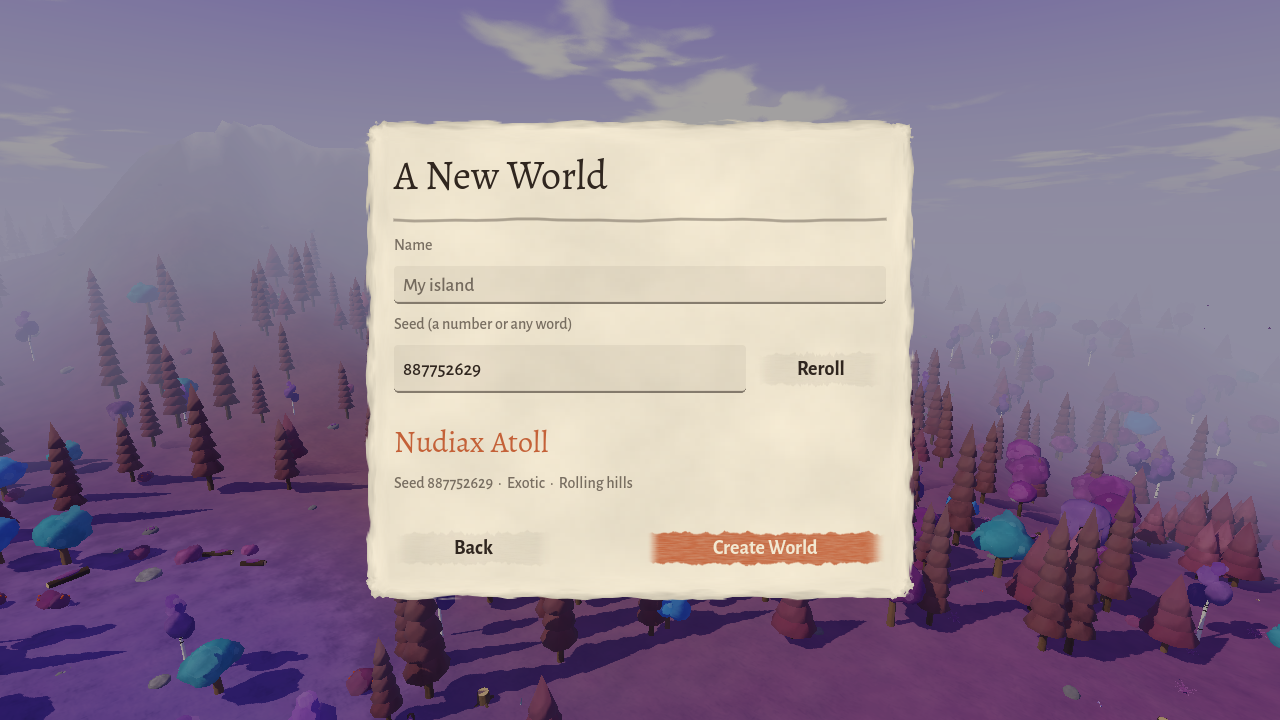 A New World
Name
My island
Seed (a number or any word)
887752629
Reroll
Nudiax Atoll
Seed 887752629 · Exotic · Rolling hills
Back
Create World